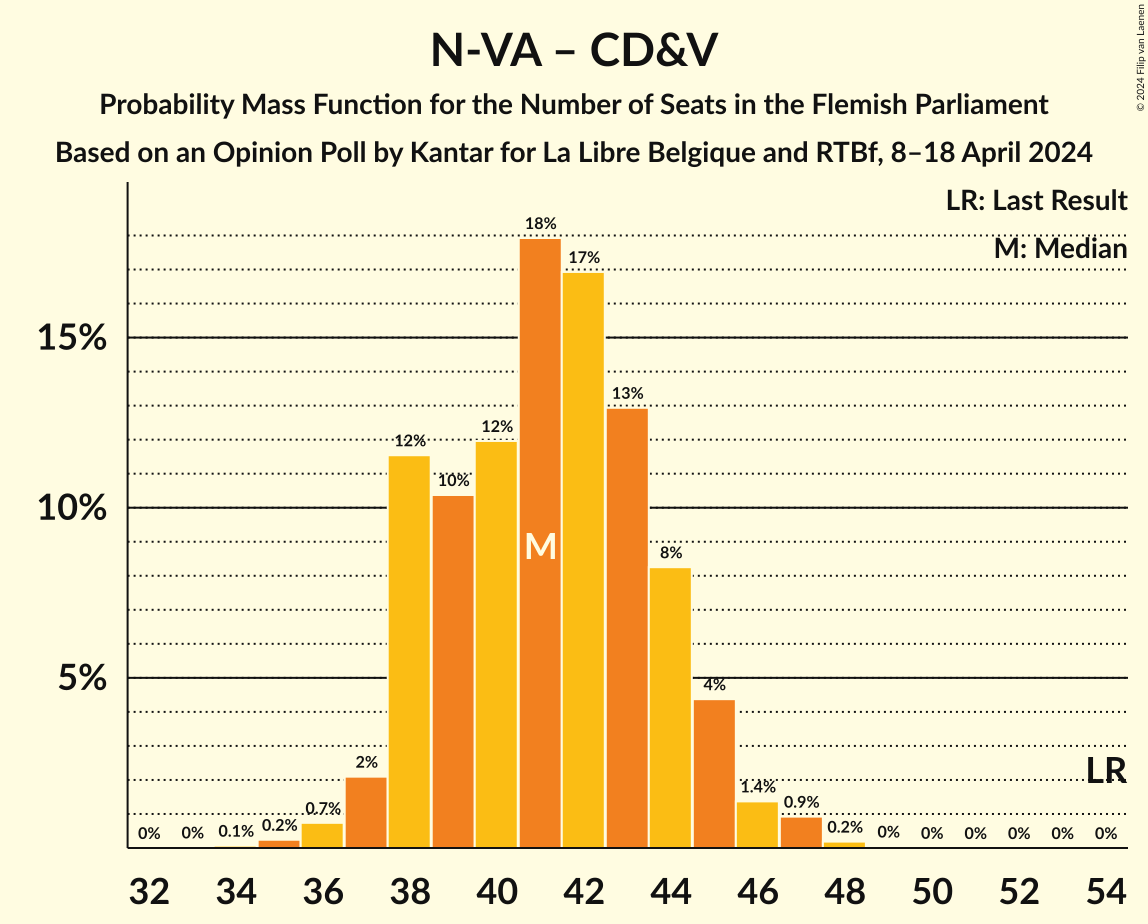 N-VA – CD&V
Probability Mass Function for the Number of Seats in the Flemish Parliament
Based on an Opinion Poll by Kantar for La Libre Belgique and RTBf, 8–18 April 2024
© 2024 Filip van Laenen
LR: Last Result
M: Median
15%
10%
5%
0% 0% 0.1% 0.2% 0.7% 2% 12% 10% 12% 18% 17% 13% 8% 4% 1.4% 0.9% 0.2% 0% 0% 0% 0% 0% 0%
M
LR
32 34 36 38 40 42 44 46 48 50 52 54